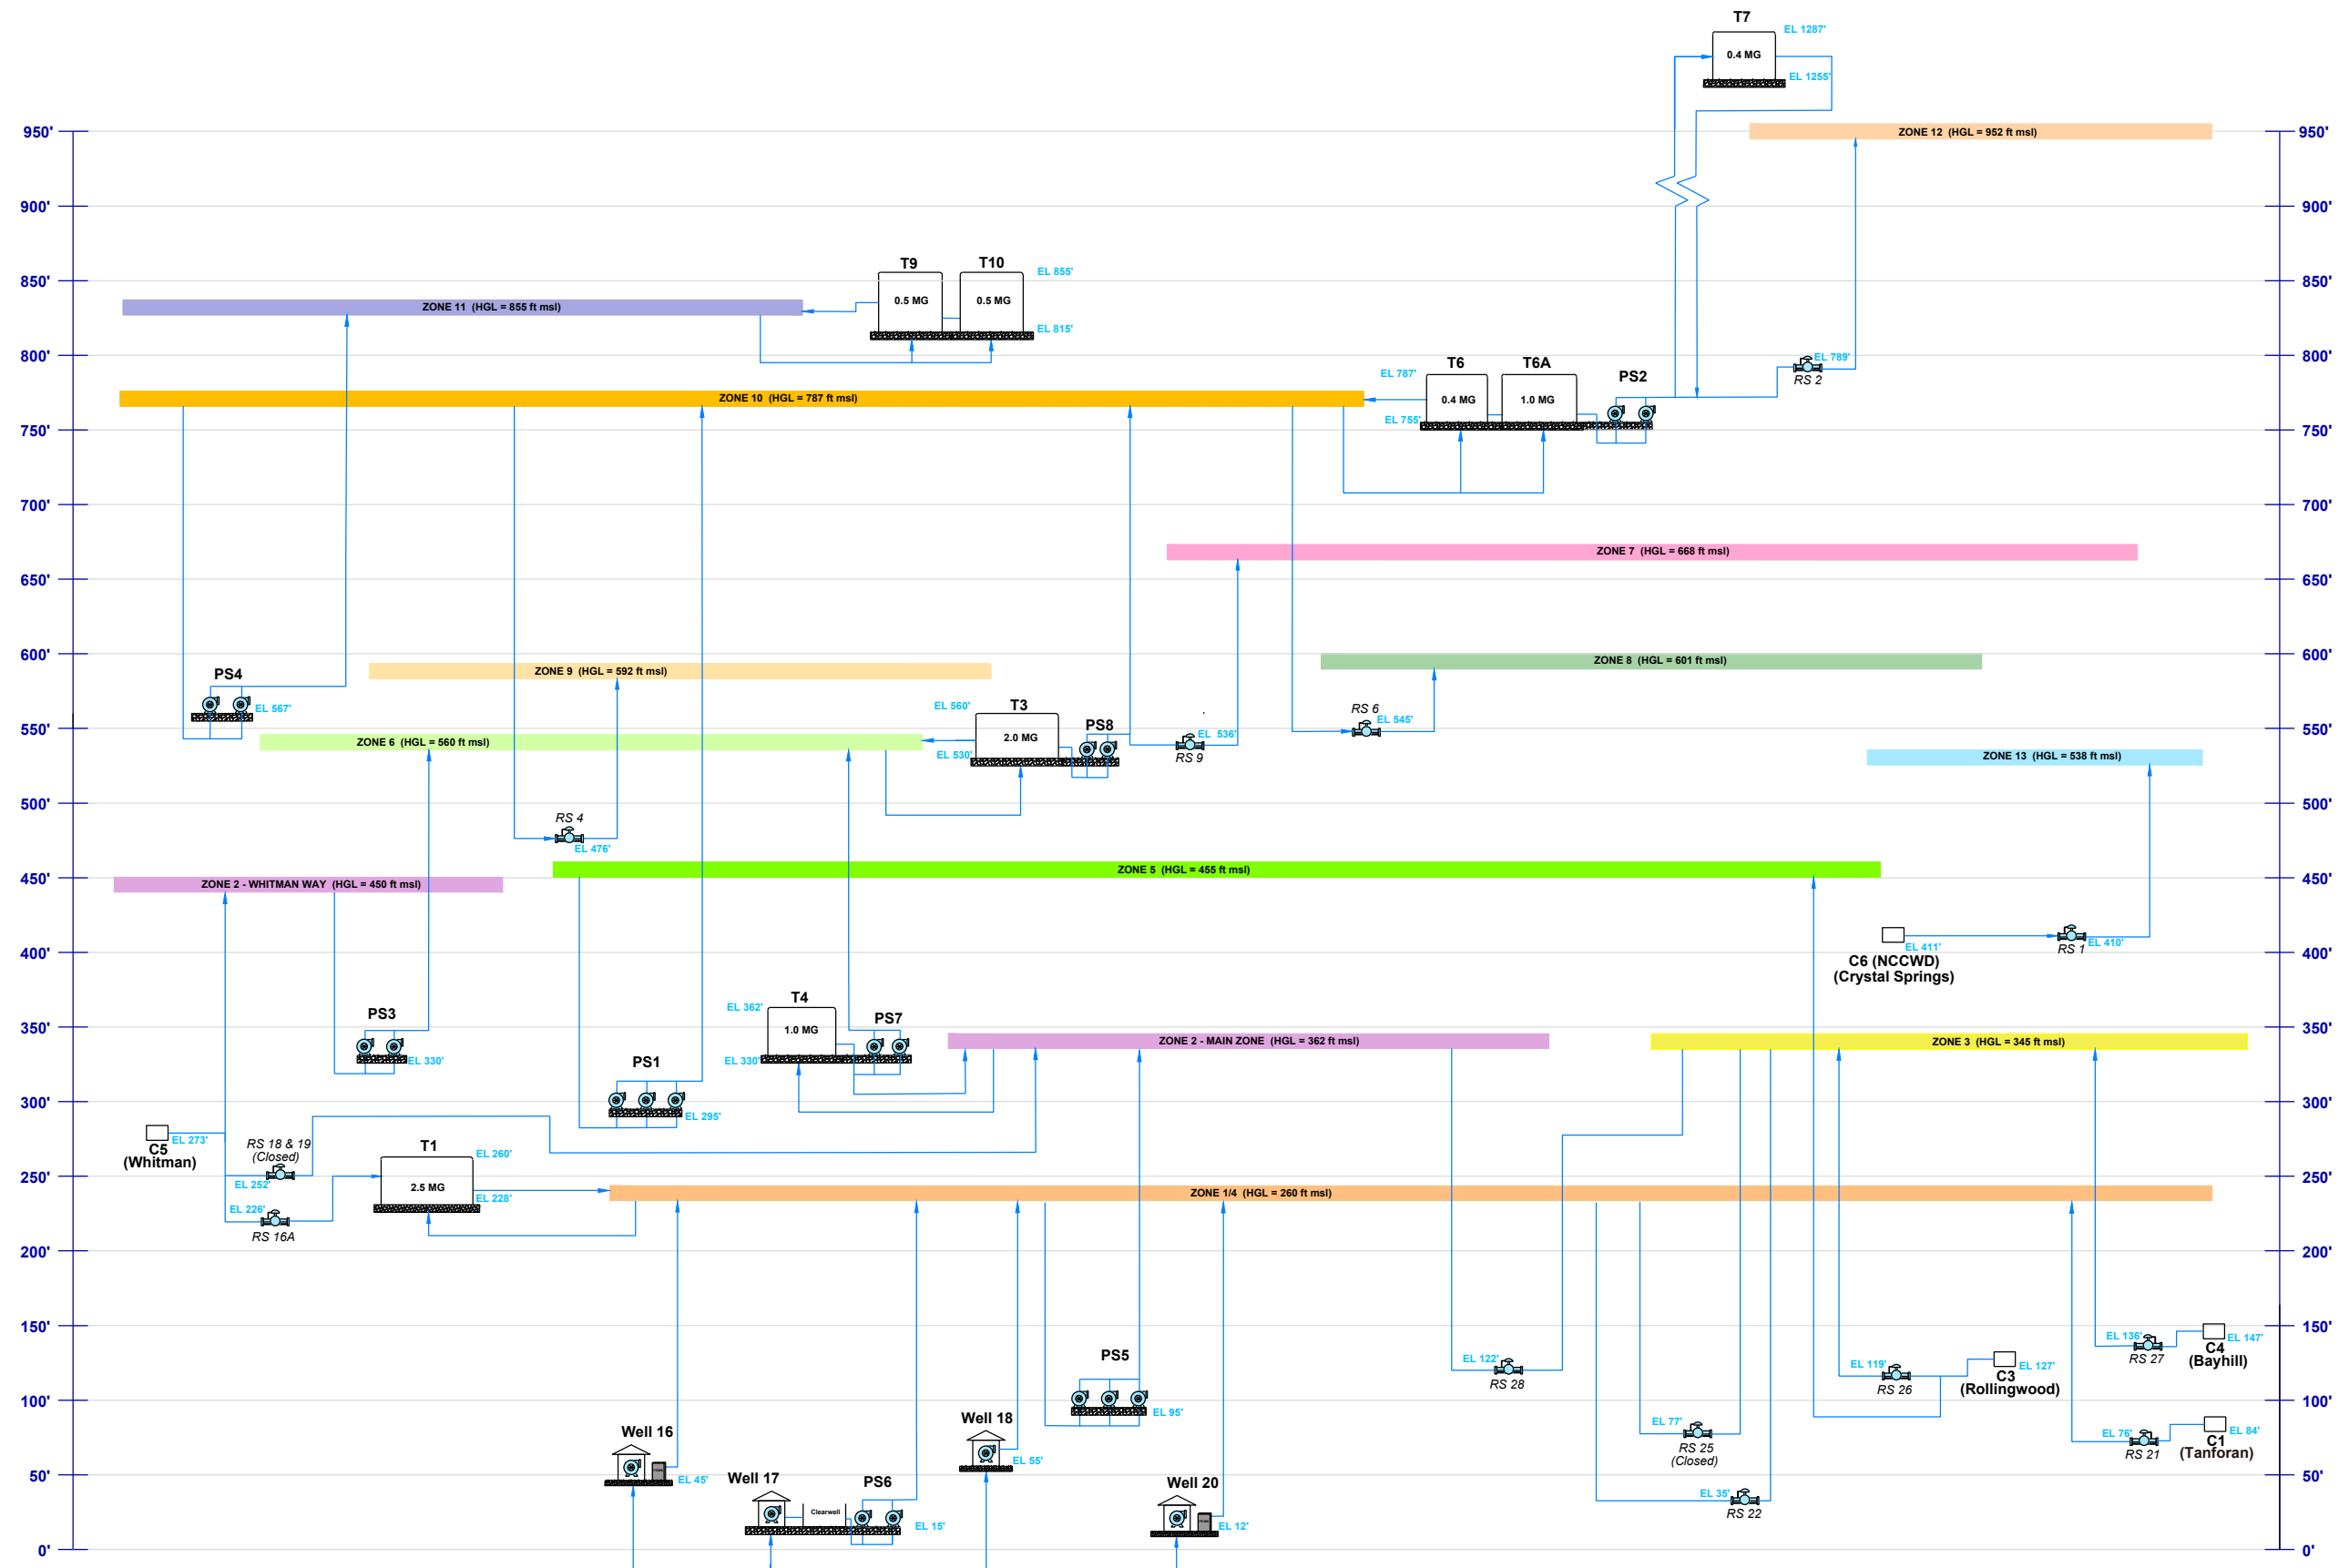 T7
EL 1287'
0.4 MG
EL 1255'
950'
ZONE 12 (HGL = 952 ft msl)
950'
900'
900'
T9
T10
EL 855'
850'
850'
0.5 MG
0.5 MG
ZONE 11 (HGL = 855 ft msl)
EL 815'
800'
800'
T6
T6A
PS2
EL 789'
RS 2
EL 787'
0.4 MG
1.0 MG
ZONE 10 (HGL = 787 ft msl)
EL 755'
750'
750'
700'
700'
ZONE 7 (HGL = 668 ft msl)
650'
650'
600'
600'
ZONE 8 (HGL = 601 ft msl)
PS4
ZONE 9 (HGL = 592 ft msl)
EL 567'
EL 560'
T3
RS 6
EL 545'
PS8
550'
550'
2.0 MG
EL 536'
ZONE 6 (HGL = 560 ft msl)
EL 530'
RS 9
ZONE 13 (HGL = 538 ft msl)
500'
500'
RS 4
EL 476'
ZONE 5 (HGL = 455 ft msl)
450'
450'
ZONE 2 - WHITMAN WAY (HGL = 450 ft msl)
EL 411'
EL 410'
RS 1
400'
400'
C6 (NCCWD)
(Crystal Springs)
T4
EL 362'
PS3
PS7
350'
350'
1.0 MG
ZONE 2 - MAIN ZONE (HGL = 362 ft msl)
ZONE 3 (HGL = 345 ft msl)
EL 330'
EL 330'
PS1
300'
300'
EL 295'
EL 273'
C5
(Whitman)
RS 18 & 19
(Closed)
T1
EL 260'
250'
250'
EL 252'
2.5 MG
EL 228'
ZONE 1/4 (HGL = 260 ft msl)
EL 226'
RS 16A
200'
200'
150'
150'
EL 136'
EL 147'
RS 27
C4
(Bayhill)
PS5
EL 122'
RS 28
EL 119'
EL 127'
RS 26
C3
(Rollingwood)
100'
100'
EL 95'
Well 16
Well 18
EL 77'
RS 25
(Closed)
EL 76'
EL 84'
RS 21
C1
(Tanforan)
EL 55'
EL 45'
50'
50'
Well 17
PS6
Well 20
EL 35'
RS 22
Clearwell
EL 15'
EL 12'
0'
0'